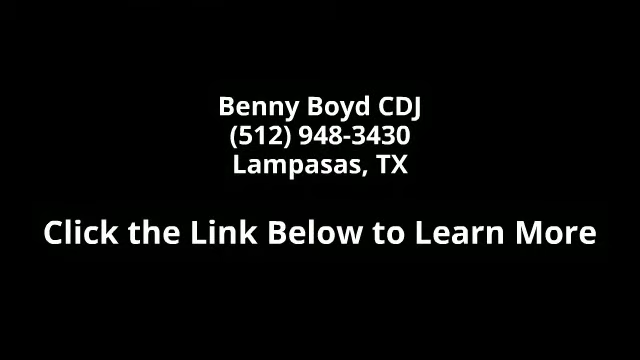 Benny Boyd CDJ
(512) 948-3430
Lampasas, TX
Click the Link Below to Learn More